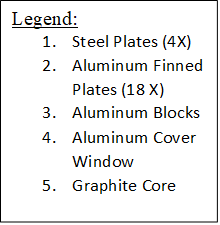 Legend:
1. Steel Plates (4X)
2. Aluminum Finned
Plates (18 X)
3. Aluminum Blocks
4. Aluminum Cover
Window
5. Graphite Core